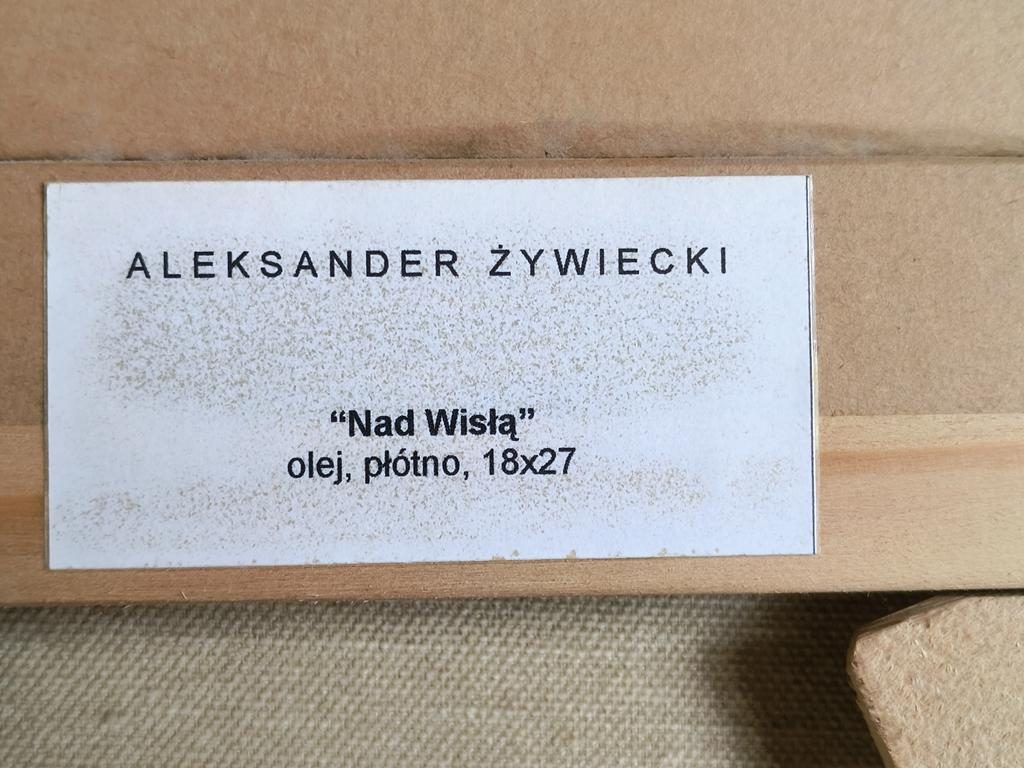 ALEKSANDER ŻYWIECKI
“Nad Wisłą”
olej, płótno, 18x27